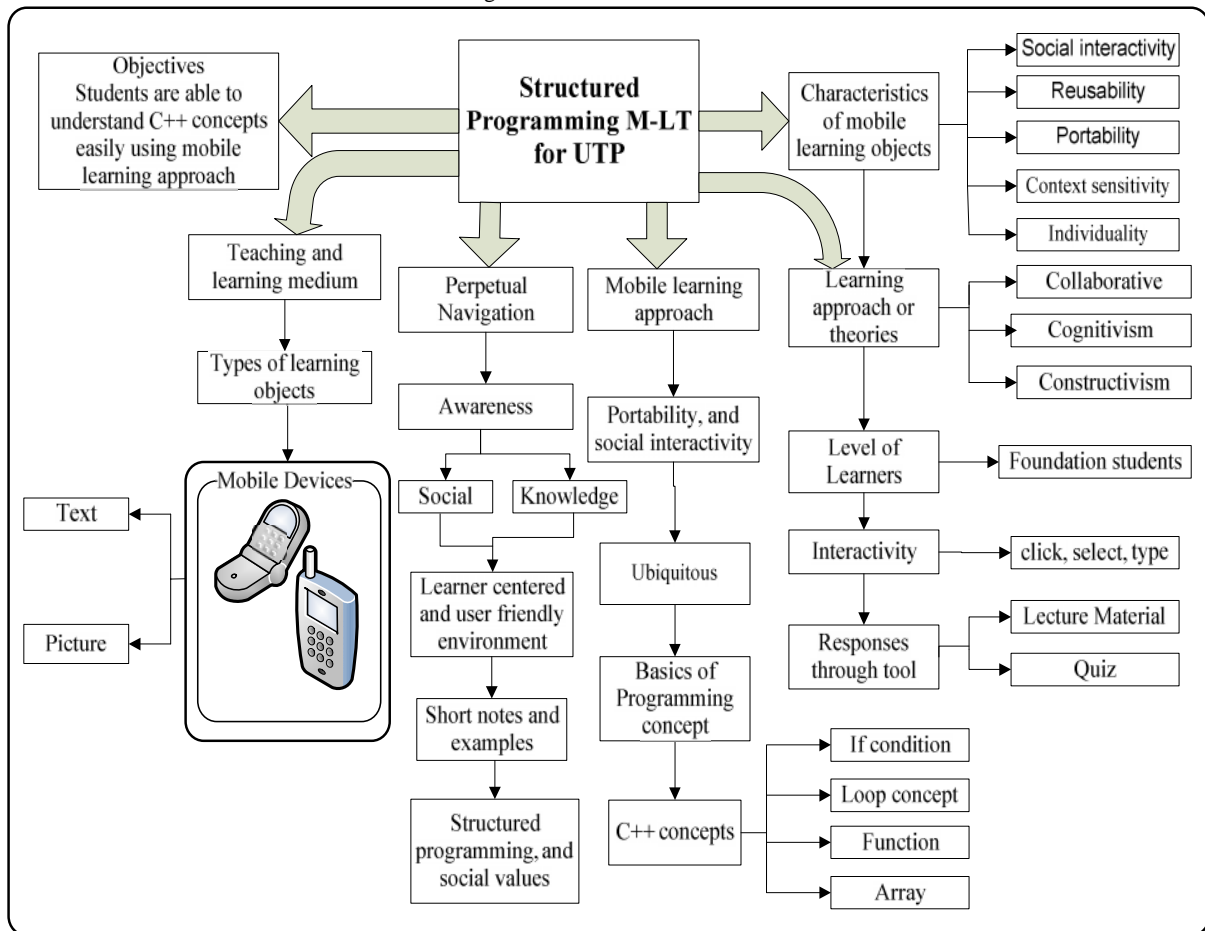 Objectives
Students are able to
understand C++ concepts
easily using mobile
learning approach
Structured
Programming M-LT
for UTP
Characteristics
of mobile
learning objects
Social interactivity
Reusability
Portability
Context sensitivity
Individuality
Teaching and
learning medium
Perpetual
Navigation
Mobile learning
approach
Learning
approach or
theories
Collaborative
Cognitivism
Constructivism
Types of learning
objects
Awareness
Portability, and
social interactivity
Level of
Learners
Foundation students
Mobile Devices
Text
Picture
Social
Knowledge
Ubiquitous
Interactivity
click, select, type
Learner centered
and user friendly
environment
Responses
through tool
Lecture Material
Quiz
Basics of
Programming
concept
Short notes and
examples
Structured
programming, and
social values
C++ concepts
If condition
Loop concept
Function
Array